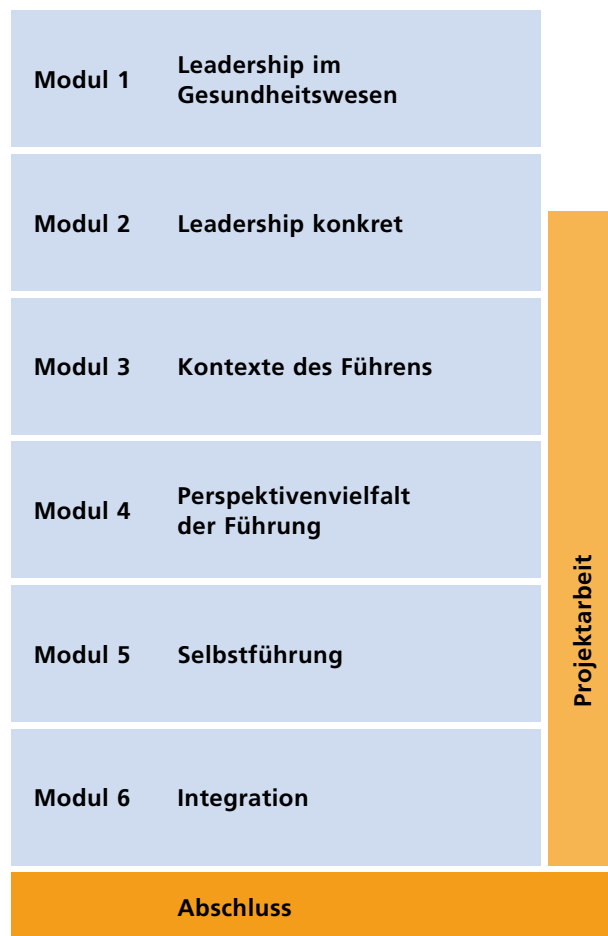 Modul 1
Leadership im
Gesundheitswesen
Modul 2
Leadership konkret
Modul 3
Kontexte des Führens
Modul 4
Perspektivenvielfalt
der Führung
Modul 5
Selbstführung
Modul 6
Integration
Projektarbeit
Abschluss